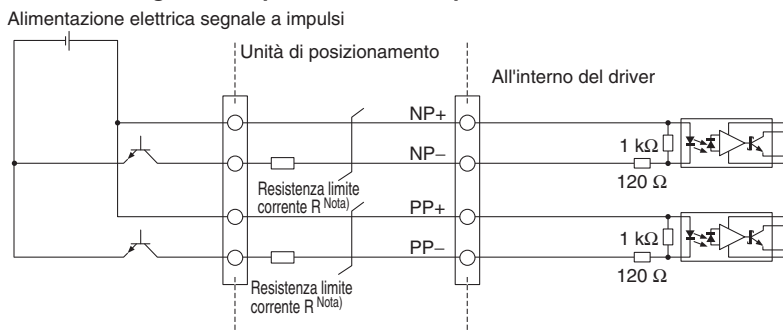 Alimentazione elettrica segnale a impulsi
Unità di posizionamento
All'interno del driver
NP+
NP−
1 kΩ
120 Ω
Resistenza limite
corrente R Nota)
PP+
PP−
1 kΩ
120 Ω
Resistenza limite
corrente R Nota)